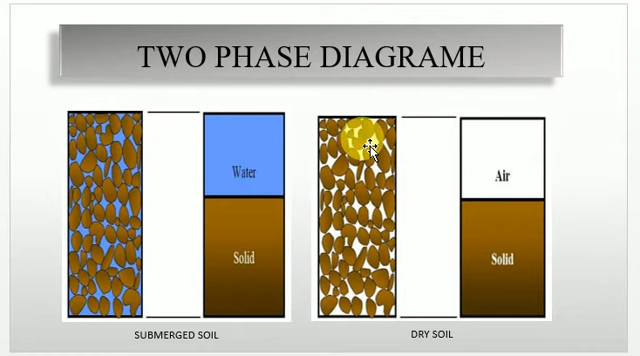 TWO PHASE DIAGRAME
Water
Solid
Air
Solid
SUBMERGED SOIL
DRY SOIL